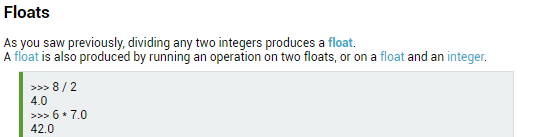 Floats
As you saw previously, dividing any two integers produces a float.
A float is also produced by running an operation on two floats, or on a float and an integer.
>>> 8 / 2
4.0
>>> 6 * 7.0
42.0